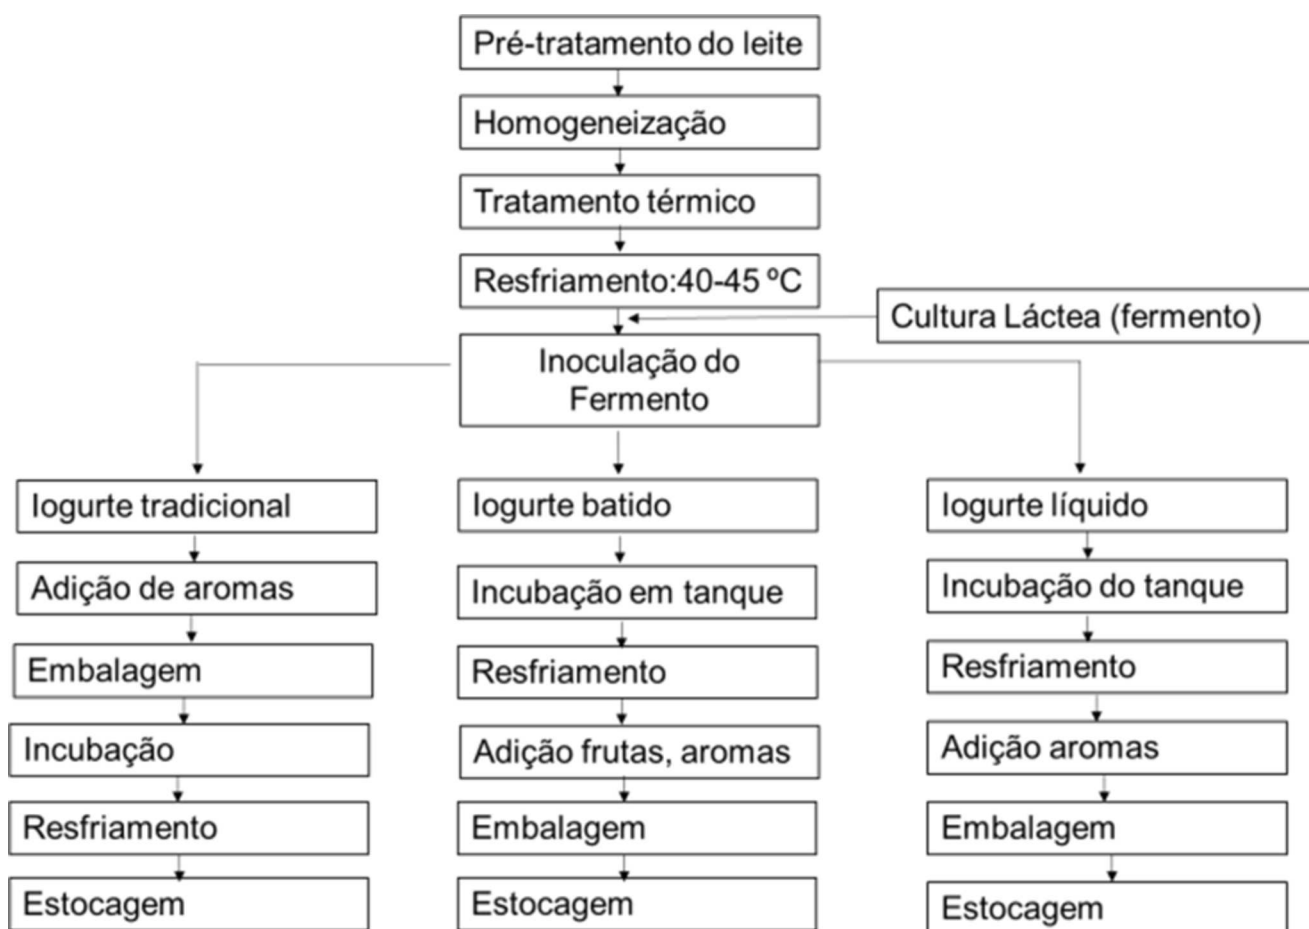 Pré-tratamento do leite
Homogeneização
Tratamento térmico
Resfriamento:40-45 ºC
Cultura Láctea (fermento)
Inoculação do
Fermento
Iogurte tradicional
Adição de aromas
Embalagem
Incubação
Resfriamento
Estocagem
Iogurte batido
Incubação em tanque
Resfriamento
Adição frutas, aromas
Embalagem
Estocagem
Iogurte líquido
Incubação do tanque
Resfriamento
Adição aromas
Embalagem
Estocagem